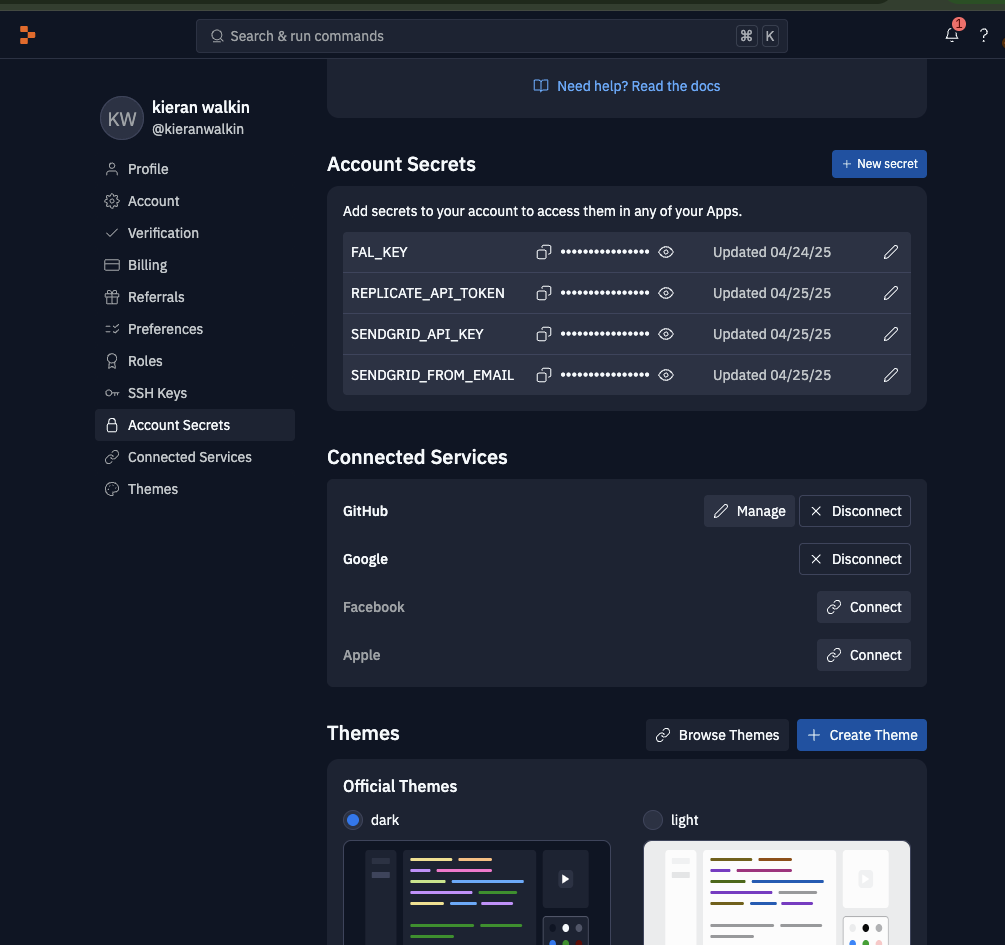 Search & run commands ⌘ K 1 ?
Need help? Read the docs
KW
kieran walkin
@kieranwalkin
Profile
Account
Verification
Billing
Referrals
Preferences
Roles
SSH Keys
Account Secrets
Connected Services
Themes
Account Secrets + New secret
Add secrets to your account to access them in any of your Apps.
FAL_KEY ••••••••••••••• Updated 04/24/25
REPLICATE_API_TOKEN ••••••••••••••• Updated 04/25/25
SENDGRID_API_KEY ••••••••••••••• Updated 04/25/25
SENDGRID_FROM_EMAIL ••••••••••••••• Updated 04/25/25
Connected Services
GitHub Manage Disconnect
Google Disconnect
Facebook Connect
Apple Connect
Themes Browse Themes + Create Theme
Official Themes
dark light